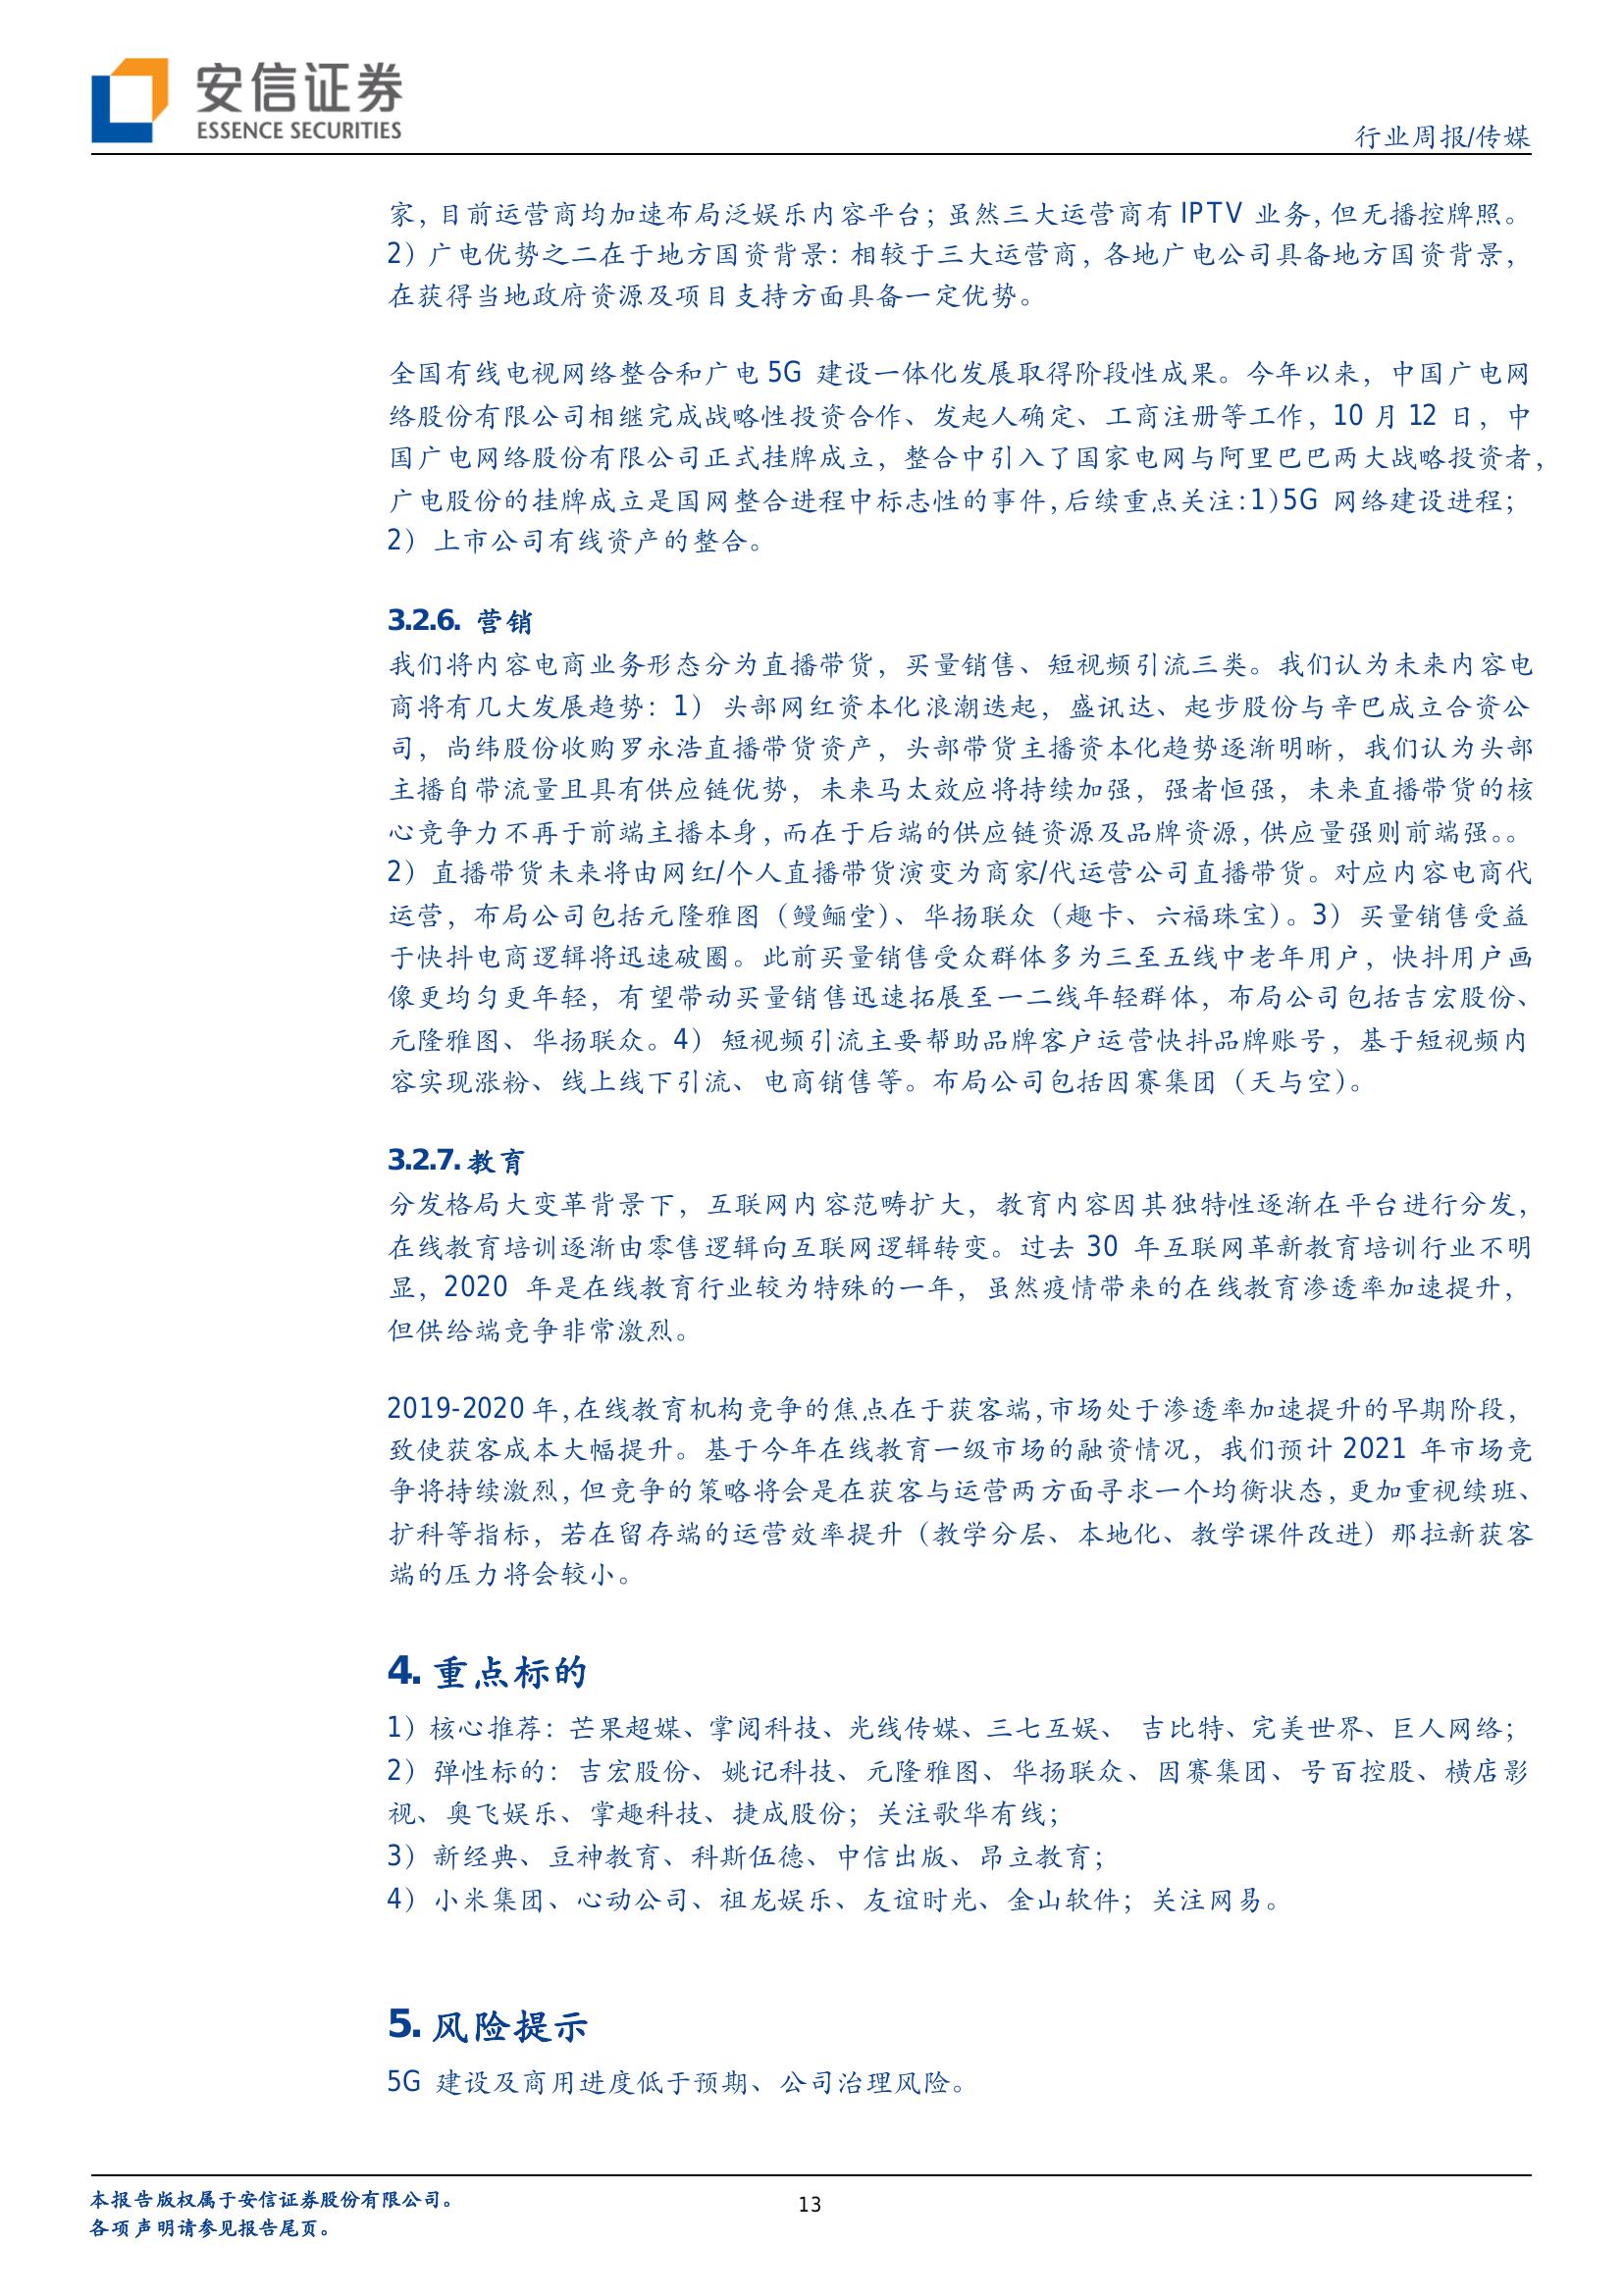 安信证券
ESSENCE SECURITIES
行业周报/传媒
家，目前运营商均加速布局泛娱乐内容平台；虽然三大运营商有 IPTV 业务，但无播控牌照。
2）广电优势之二在于地方国资背景：相较于三大运营商，各地广电公司具备地方国资背景，
在获得当地政府资源及项目支持方面具备一定优势。
全国有线电视网络整合和广电 5G 建设一体化发展取得阶段性成果。今年以来，中国广电网
络股份有限公司相继完成战略性投资合作、发起人确定、工商注册等工作，10 月 12 日，中
国广电网络股份有限公司正式挂牌成立，整合中引入了国家电网与阿里巴巴两大战略投资者，
广电股份的挂牌成立是国网整合进程中标志性的事件，后续重点关注：1）5G 网络建设进程；
2）上市公司有线资产的整合。
3.2.6. 营销
我们将内容电商业务形态分为直播带货，买量销售、短视频引流三类。我们认为未来内容电
商将有几大发展趋势：1）头部网红资本化浪潮迭起，盛讯达、起步股份与辛巴成立合资公
司，尚纬股份收购罗永浩直播带货资产，头部带货主播资本化趋势逐渐明晰，我们认为头部
主播自带流量且具有供应链优势，未来马太效应将持续加强，强者恒强，未来直播带货的核
心竞争力不再于前端主播本身，而在于后端的供应链资源及品牌资源，供应量强则前端强。。
2）直播带货未来将由网红/个人直播带货演变为商家/代运营公司直播带货。对应内容电商代
运营，布局公司包括元隆雅图（鳗鲡堂）、华扬联众（趣卡、六福珠宝）。3）买量销售受益
于快抖电商逻辑将迅速破圈。此前买量销售受众群体多为三至五线中老年用户，快抖用户画
像更均匀更年轻，有望带动买量销售迅速拓展至一二线年轻群体，布局公司包括吉宏股份、
元隆雅图、华扬联众。4）短视频引流主要帮助品牌客户运营快抖品牌账号，基于短视频内
容实现涨粉、线上线下引流、电商销售等。布局公司包括因赛集团（天与空）。
3.2.7. 教育
分发格局大变革背景下，互联网内容范畴扩大，教育内容因其独特性逐渐在平台进行分发，
在线教育培训逐渐由零售逻辑向互联网逻辑转变。过去 30 年互联网革新教育培训行业不明
显，2020 年是在线教育行业较为特殊的一年，虽然疫情带来的在线教育渗透率加速提升，
但供给端竞争非常激烈。
2019-2020 年，在线教育机构竞争的焦点在于获客端，市场处于渗透率加速提升的早期阶段，
致使获客成本大幅提升。基于今年在线教育一级市场的融资情况，我们预计 2021 年市场竞
争将持续激烈，但竞争的策略将会是在获客与运营两方面寻求一个均衡状态，更加重视续班、
扩科等指标，若在留存端的运营效率提升（教学分层、本地化、教学课件改进）那拉新获客
端的压力将会较小。
4. 重点标的
1）核心推荐：芒果超媒、掌阅科技、光线传媒、三七互娱、 吉比特、完美世界、巨人网络；
2）弹性标的：吉宏股份、姚记科技、元隆雅图、华扬联众、因赛集团、号百控股、横店影
视、奥飞娱乐、掌趣科技、捷成股份；关注歌华有线；
3）新经典、豆神教育、科斯伍德、中信出版、昂立教育；
4）小米集团、心动公司、祖龙娱乐、友谊时光、金山软件；关注网易。
5. 风险提示
5G 建设及商用进度低于预期、公司治理风险。
本报告版权属于安信证券股份有限公司。
各项声明请参见报告尾页。
13